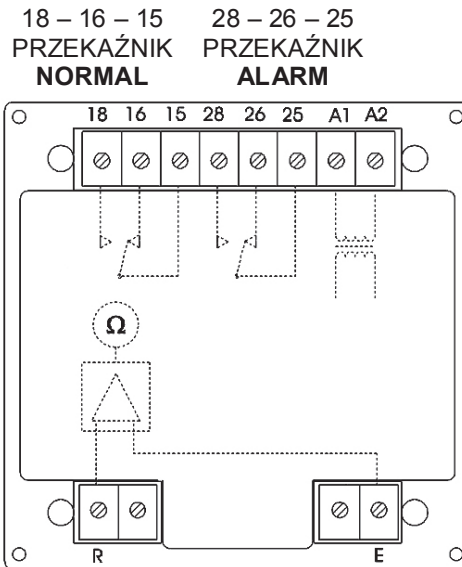 18 – 16 – 15 28 – 26 – 25
PRZEKAŹNIK PRZEKAŹNIK
NORMAL ALARM
18 16 15 28 26 25 A1 A2
Ω
R E